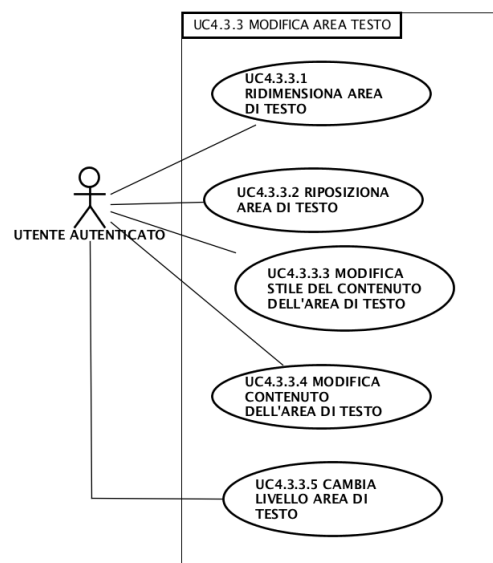 UC4.3.3 MODIFICA AREA TESTO
UC4.3.3.1
RIDIMENSIONA AREA
DI TESTO
UC4.3.3.2 RIPOSIZIONA
AREA DI TESTO
UTENTE AUTENTICATO
UC4.3.3.3 MODIFICA
STILE DEL CONTENUTO
DELL'AREA DI TESTO
UC4.3.3.4 MODIFICA
CONTENUTO
DELL'AREA DI TESTO
UC4.3.3.5 CAMBIA
LIVELLO AREA DI
TESTO